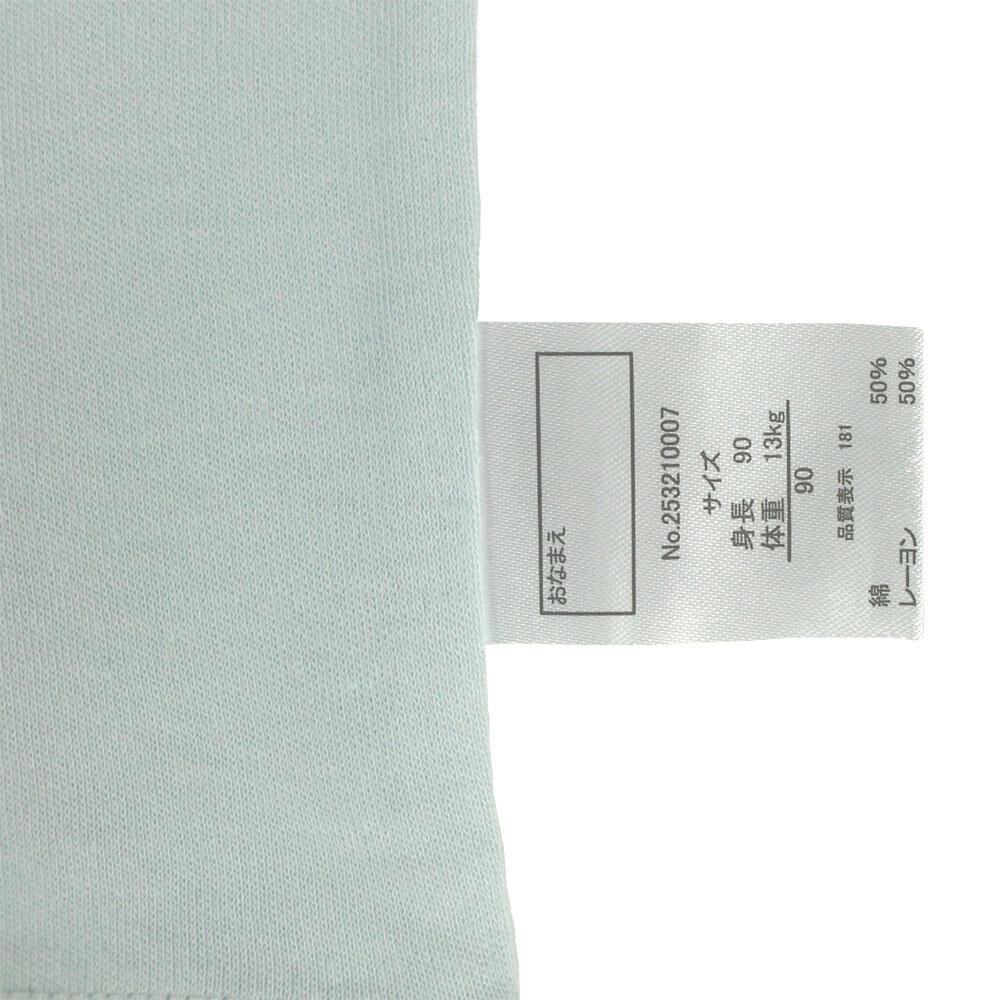 おなまえ
No.253210007
サイズ
身長 90
体重 13kg
90
品質表示 181
綿 50%
レーヨン 50%